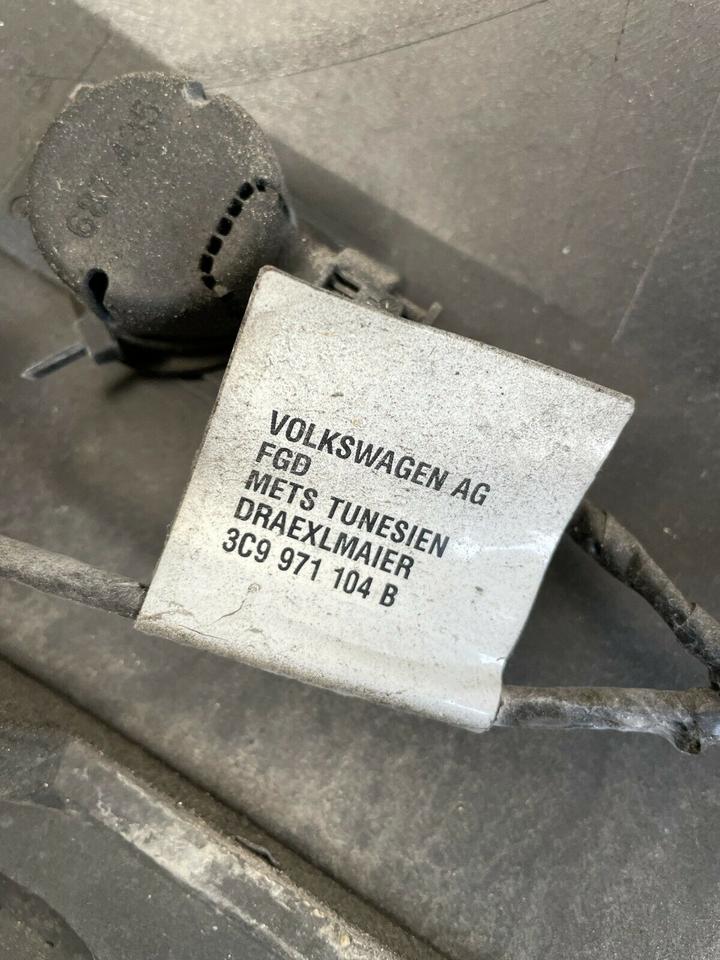 VOLKSWAGEN AG
FGD
METS TUNESIEN
DRAEXLMAIER
3C9 971 104 B